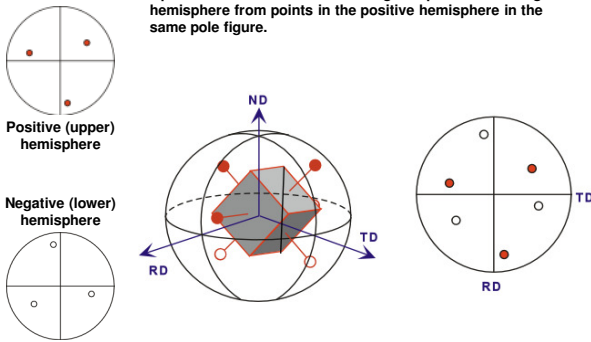 hemisphere from points in the positive hemisphere in the
same pole figure.
Positive (upper)
hemisphere
Negative (lower)
hemisphere
ND
TD
RD
TD
RD